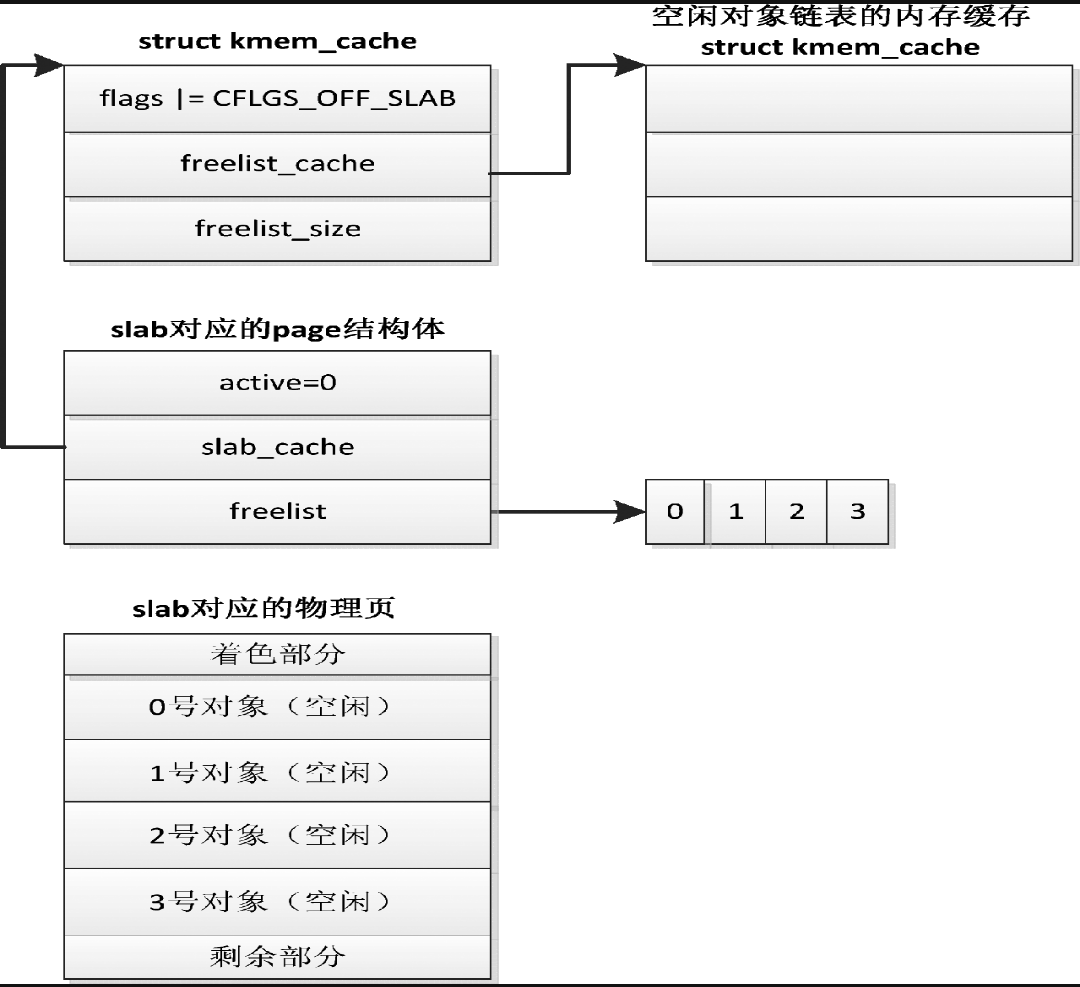 空闲对象链表的内存缓存
struct kmem_cache
struct kmem_cache
flags |= CFLGS_OFF_SLAB
freelist_cache
freelist_size
slab对应的page结构体
active=0
slab_cache
freelist
0 1 2 3
slab对应的物理页
着色部分
0号对象（空闲）
1号对象（空闲）
2号对象（空闲）
3号对象（空闲）
剩余部分